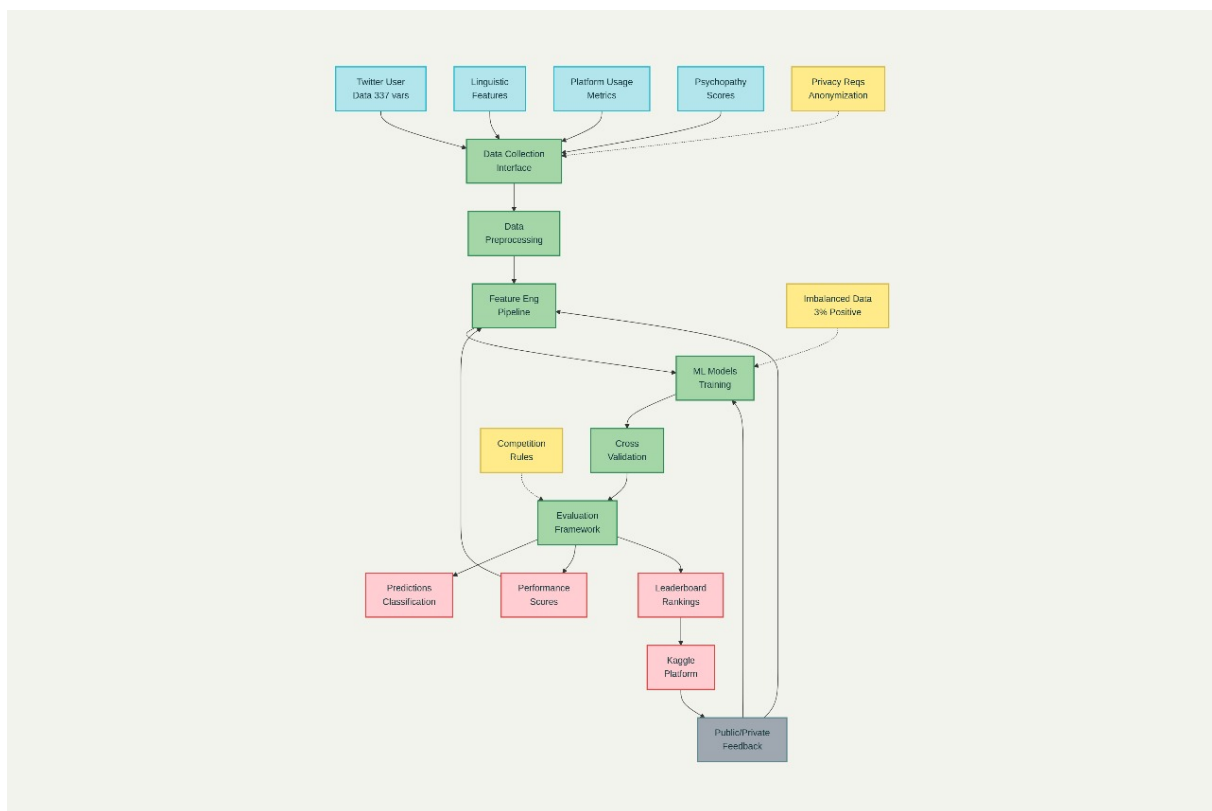 Twitter User
Data 337 vars
Linguistic
Features
Platform Usage
Metrics
Psychopathy
Scores
Privacy Reqs
Anonymization
Data Collection
Interface
Data
Preprocessing
Feature Eng
Pipeline
Imbalanced Data
3% Positive
ML Models
Training
Competition
Rules
Cross
Validation
Evaluation
Framework
Predictions
Classification
Performance
Scores
Leaderboard
Rankings
Kaggle
Platform
Public/Private
Feedback